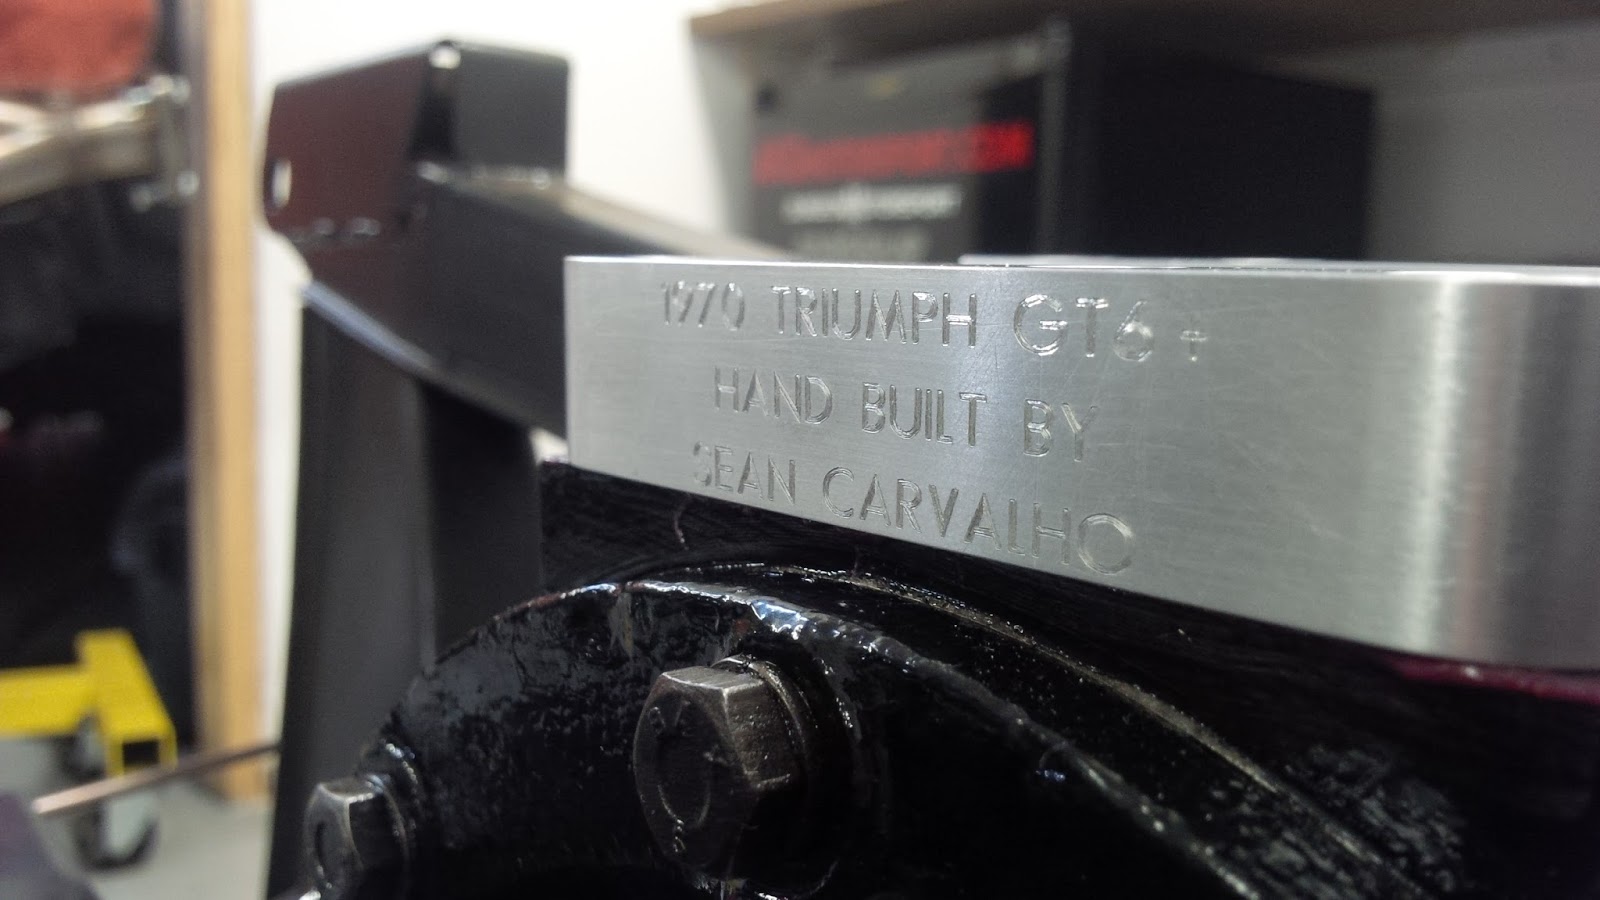 1970 TRIUMPH GT6+
HAND BUILT BY
SEAN CARVALHO